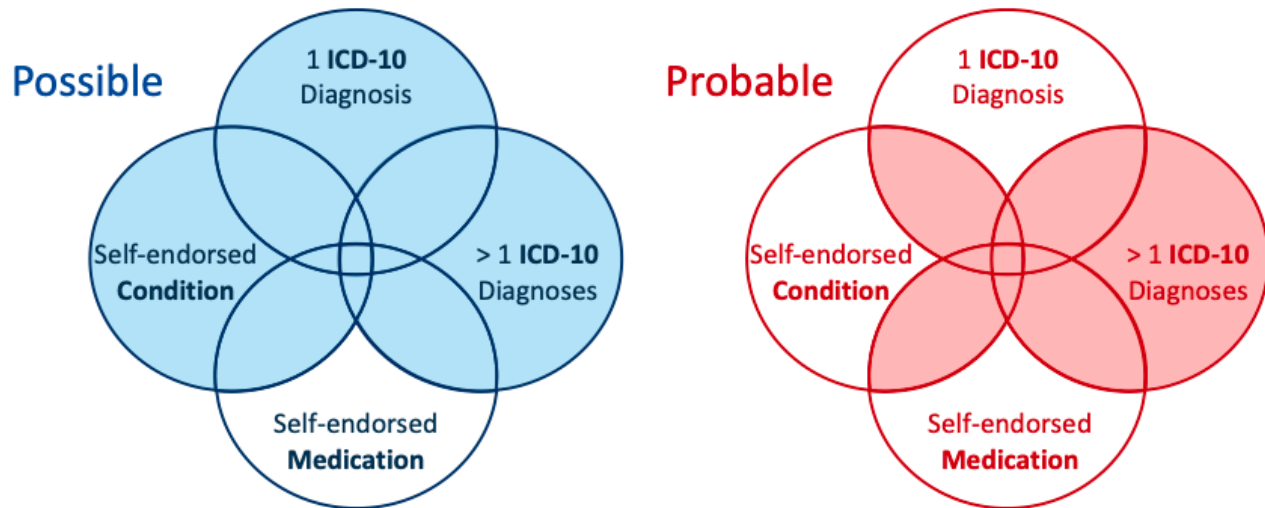 Possible
1 ICD-10
Diagnosis
Self-endorsed
Condition
> 1 ICD-10
Diagnoses
Self-endorsed
Medication
Probable
1 ICD-10
Diagnosis
Self-endorsed
Condition
> 1 ICD-10
Diagnoses
Self-endorsed
Medication